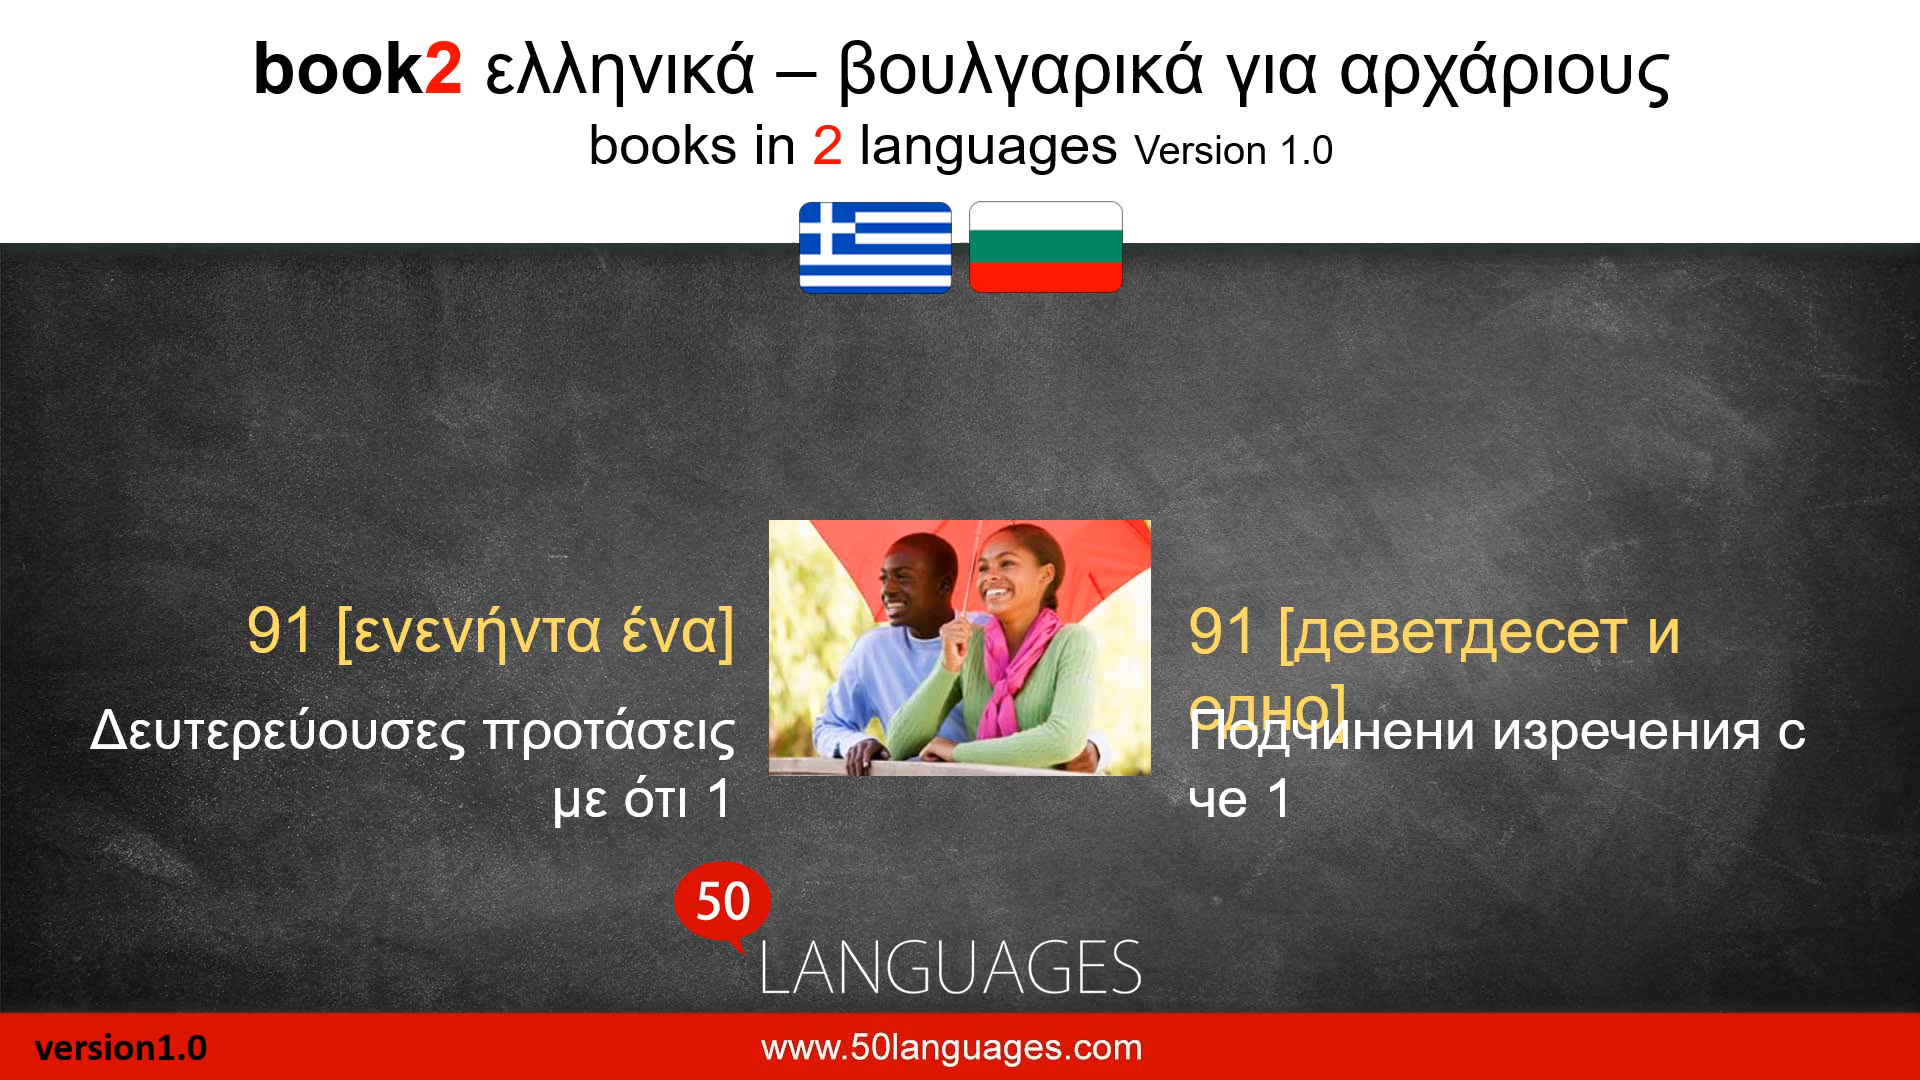 book2 ελληνικά – βουλγαρικά για αρχάριους
books in 2 languages Version 1.0
91 [ενενήντα ένα]
Δευτερεύουσες προτάσεις
με ότι 1
91 [деветдесет и
едно]
Подчинени изречения с
че 1
50
LANGUAGES
version1.0
www.50languages.com